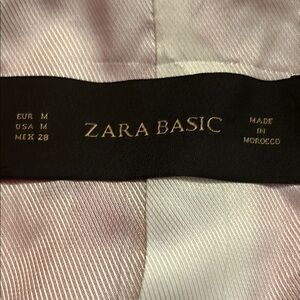 EUR M
USA M
MEX 28
ZARA BASIC
MADE
IN
MOROCCO